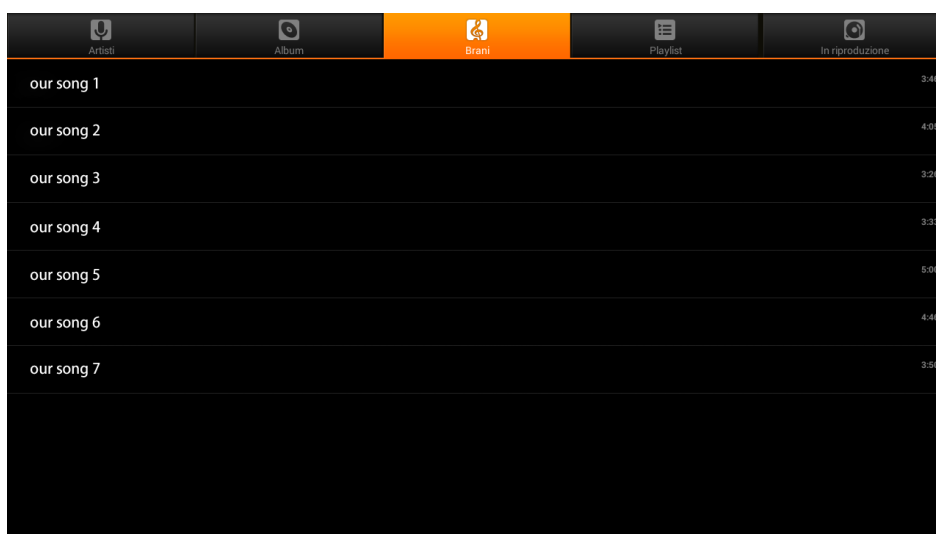 Artisti Album Brani Playlist In riproduzione
our song 1
our song 2
our song 3
our song 4
our song 5
our song 6
our song 7